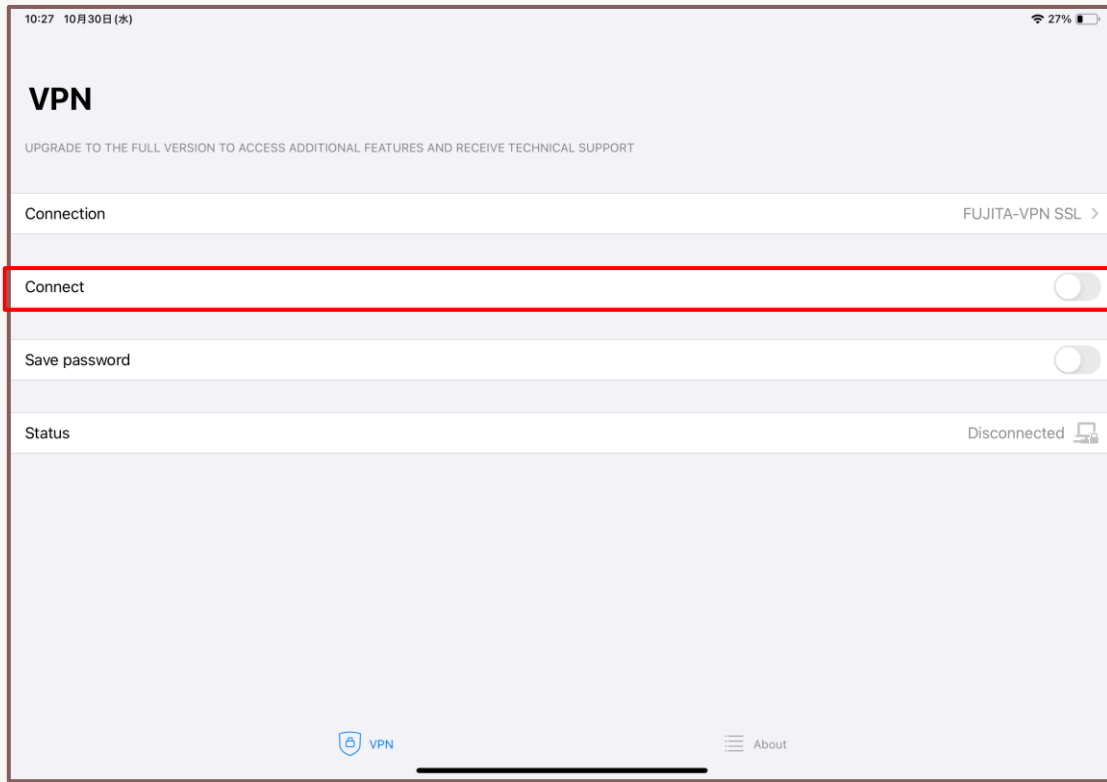 10:27 10月30日(水) 27%
VPN
UPGRADE TO THE FULL VERSION TO ACCESS ADDITIONAL FEATURES AND RECEIVE TECHNICAL SUPPORT
Connection FUJITA-VPN SSL >
Connect
Save password
Status Disconnected
VPN About